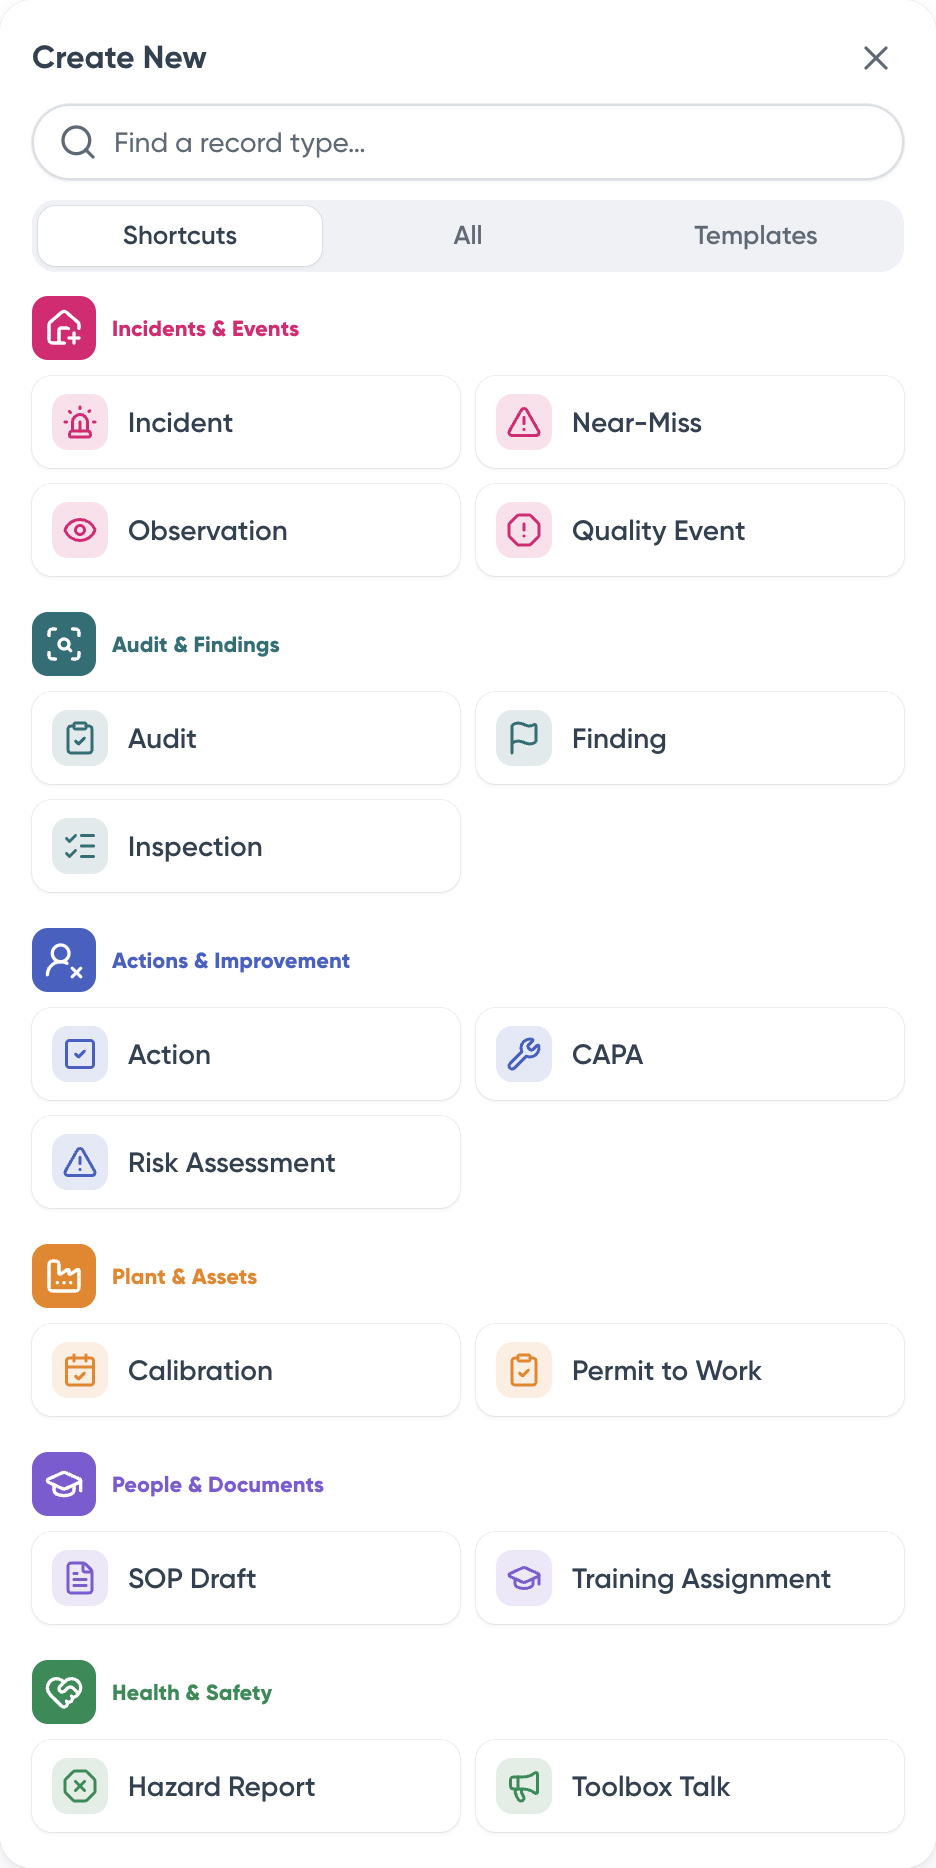 Create New
Find a record type...
Shortcuts All Templates
Incidents & Events
Incident Near-Miss
Observation Quality Event
Audit & Findings
Audit Finding
Inspection
Actions & Improvement
Action CAPA
Risk Assessment
Plant & Assets
Calibration Permit to Work
People & Documents
SOP Draft Training Assignment
Health & Safety
Hazard Report Toolbox Talk